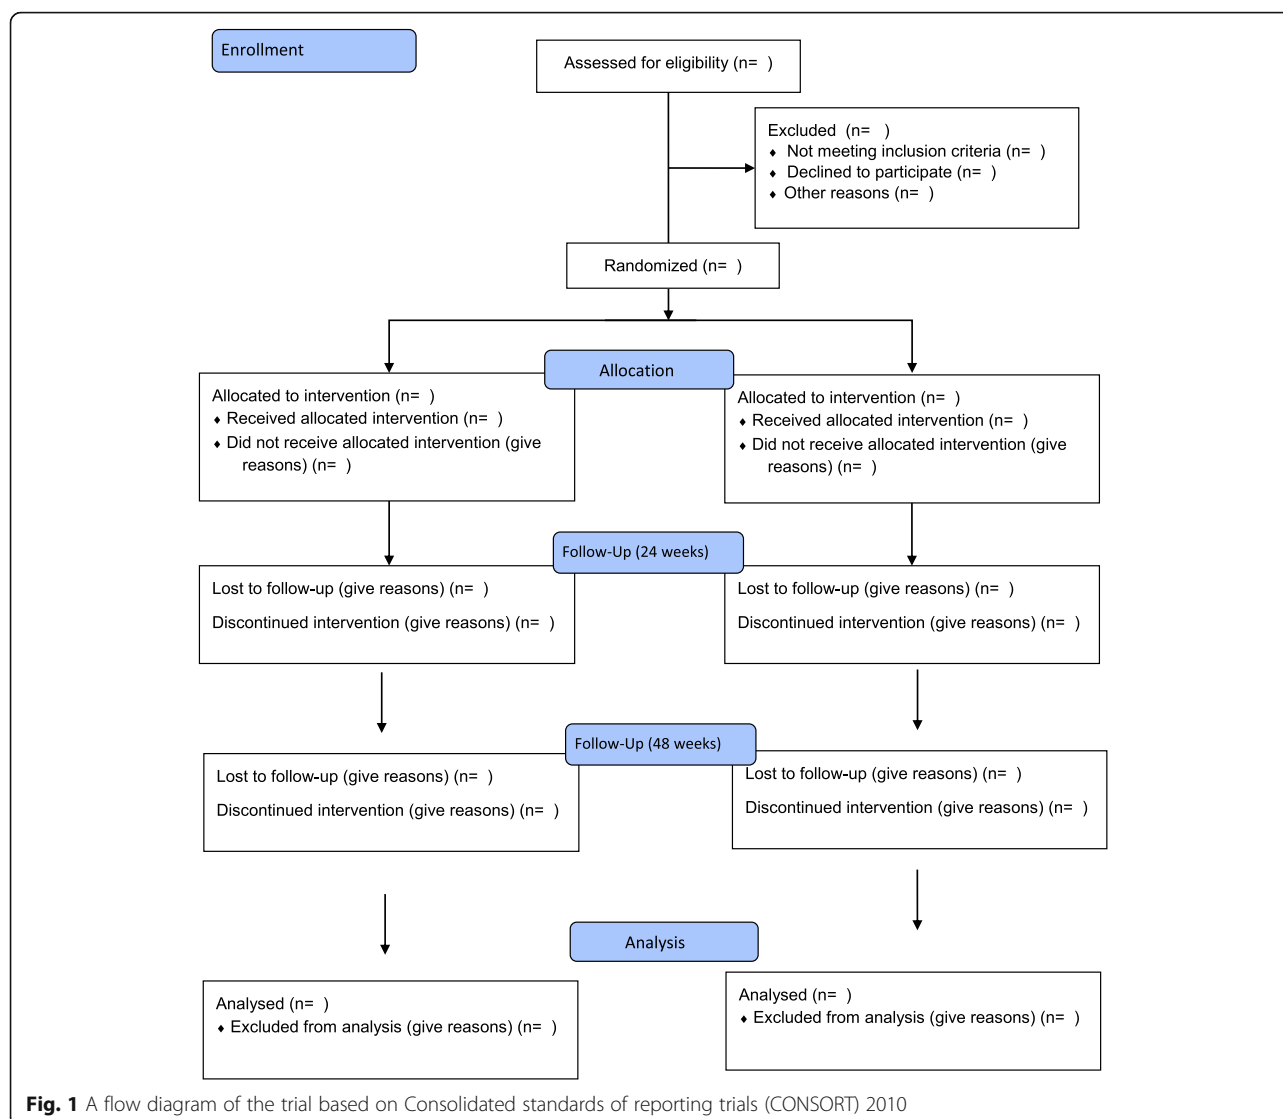 Enrollment
Assessed for eligibility (n=  )
Excluded  (n=   )
♦ Not meeting inclusion criteria (n=  )
♦ Declined to participate (n=  )
♦ Other reasons (n=  )
Randomized (n=  )
Allocation
Allocated to intervention (n=  )
♦ Received allocated intervention (n=  )
♦ Did not receive allocated intervention (give
reasons) (n=  )
Allocated to intervention (n=  )
♦ Received allocated intervention (n=  )
♦ Did not receive allocated intervention (give
reasons) (n=  )
Follow-Up (24 weeks)
Lost to follow-up (give reasons) (n=  )
Discontinued intervention (give reasons) (n=  )
Lost to follow-up (give reasons) (n=  )
Discontinued intervention (give reasons) (n=  )
Follow-Up (48 weeks)
Lost to follow-up (give reasons) (n=  )
Discontinued intervention (give reasons) (n=  )
Lost to follow-up (give reasons) (n=  )
Discontinued intervention (give reasons) (n=  )
Analysis
Analysed (n=  )
♦ Excluded from analysis (give reasons) (n=  )
Analysed (n=  )
♦ Excluded from analysis (give reasons) (n=  )
Fig. 1 A flow diagram of the trial based on Consolidated standards of reporting trials (CONSORT) 2010